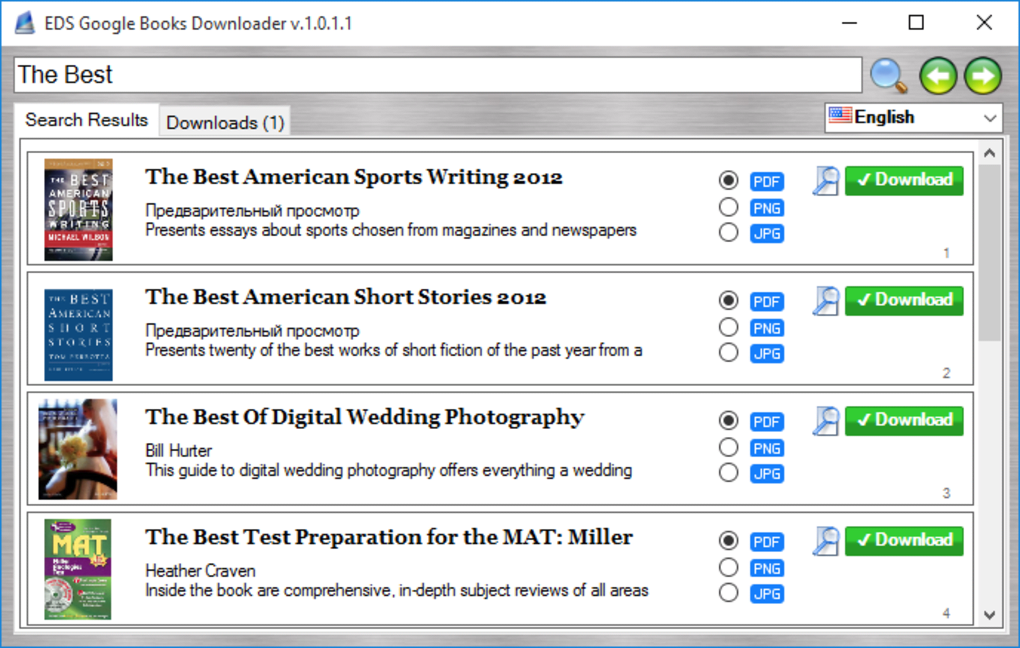 EDS Google Books Downloader v.1.0.1.1
The Best
Search Results
Downloads (1)
English
THE BEST
AMERICAN
SPORTS
WRITING
MICHAEL WILBON
The Best American Sports Writing 2012
Предварительный просмотр
Presents essays about sports chosen from magazines and newspapers
PDF
PNG
JPG
Download
1
THE BEST
AMERICAN
SHORT
STORIES
TOM PERROTTA
The Best American Short Stories 2012
Предварительный просмотр
Presents twenty of the best works of short fiction of the past year from a
PDF
PNG
JPG
Download
2
The Best Of Digital Wedding Photography
Bill Hurter
This guide to digital wedding photography offers everything a wedding
PDF
PNG
JPG
Download
3
MAT
The Best Test Preparation for the MAT: Miller
Heather Craven
Inside the book are comprehensive, in-depth subject reviews of all areas
PDF
PNG
JPG
Download
4